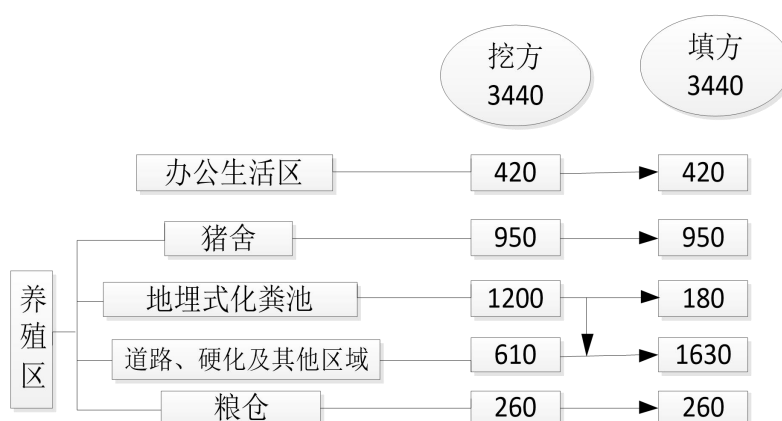 挖方
3440
填方
3440
办公生活区 420 420
猪舍 950 950
养殖区
地埋式化粪池 1200 180
道路、硬化及其他区域 610 1630
粮仓 260 260